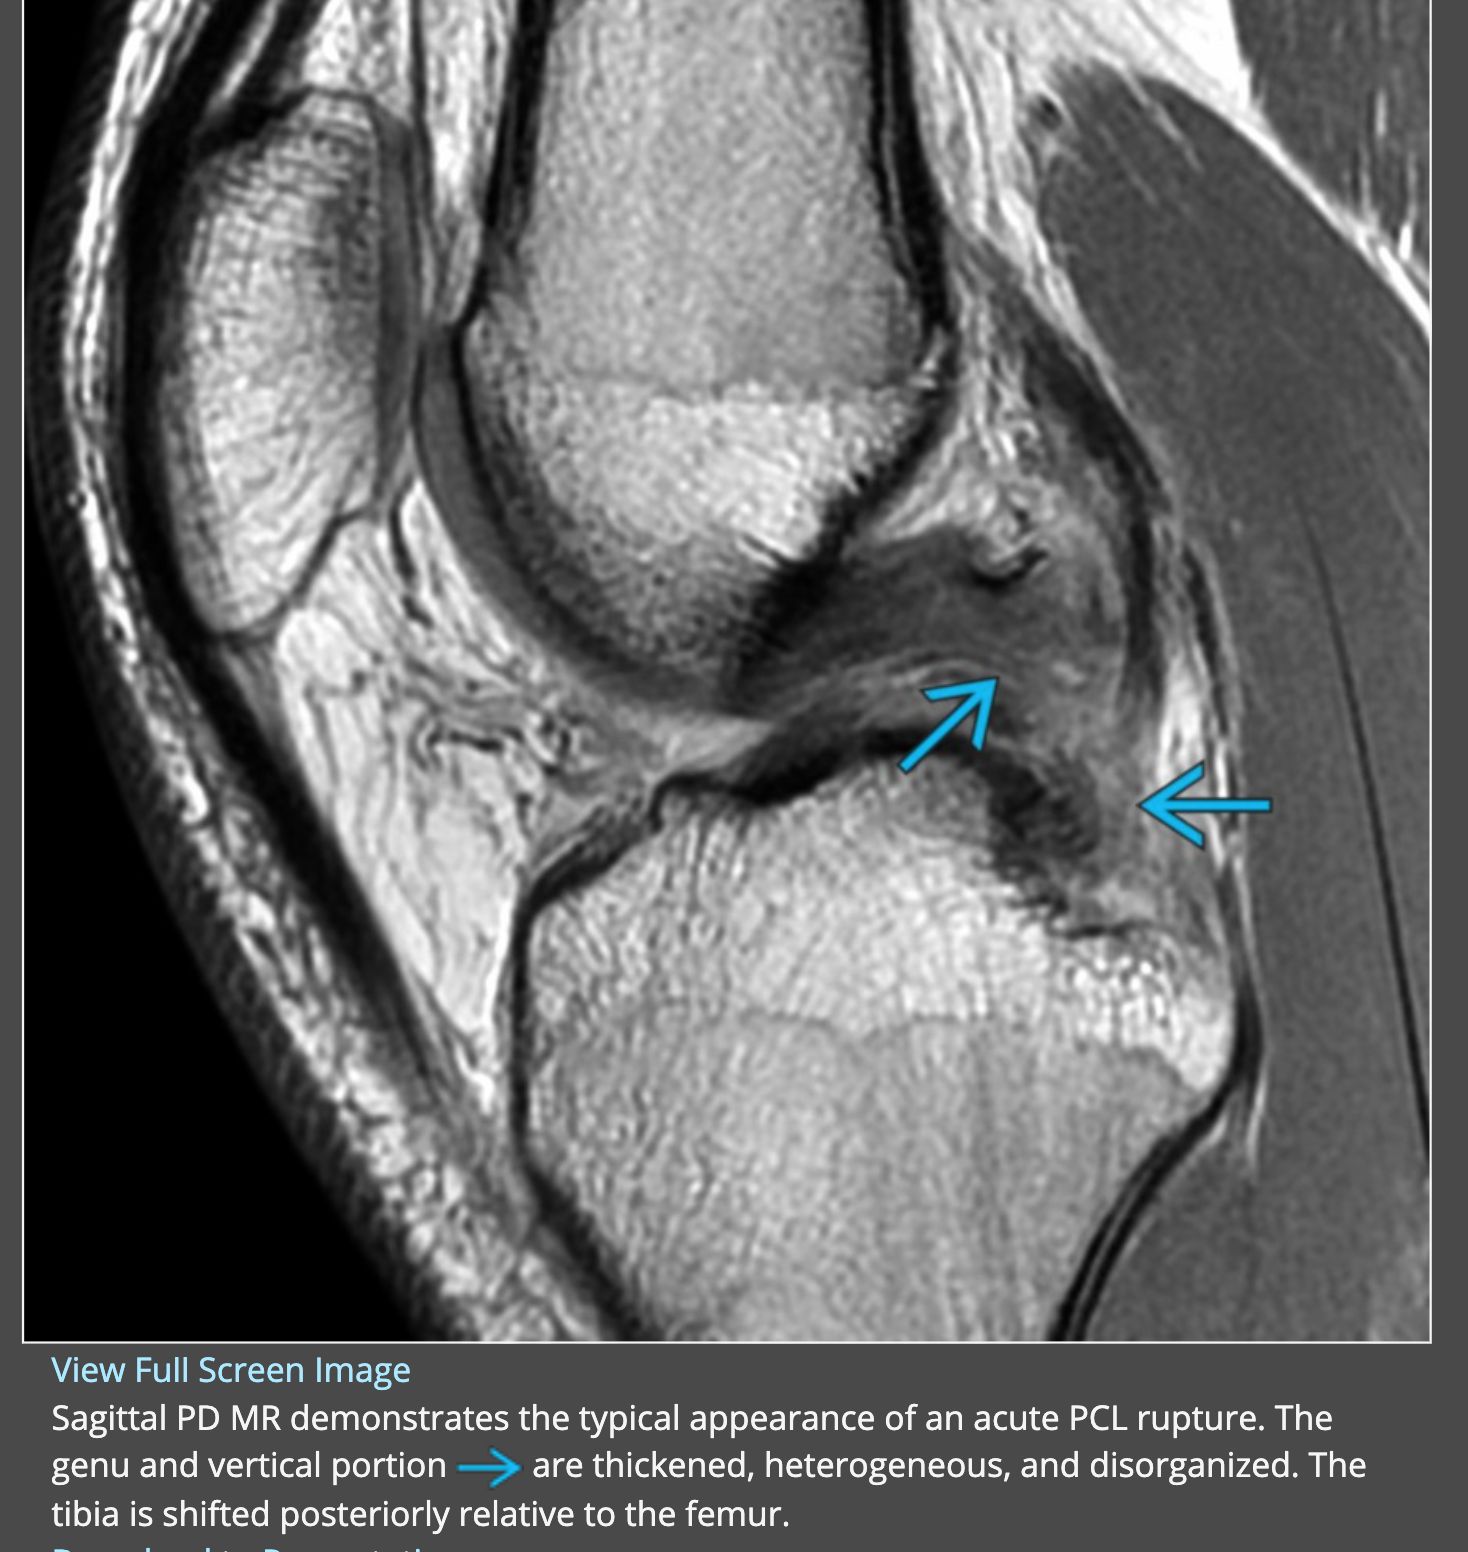 View Full Screen Image
Sagittal PD MR demonstrates the typical appearance of an acute PCL rupture. The
genu and vertical portion → are thickened, heterogeneous, and disorganized. The
tibia is shifted posteriorly relative to the femur.